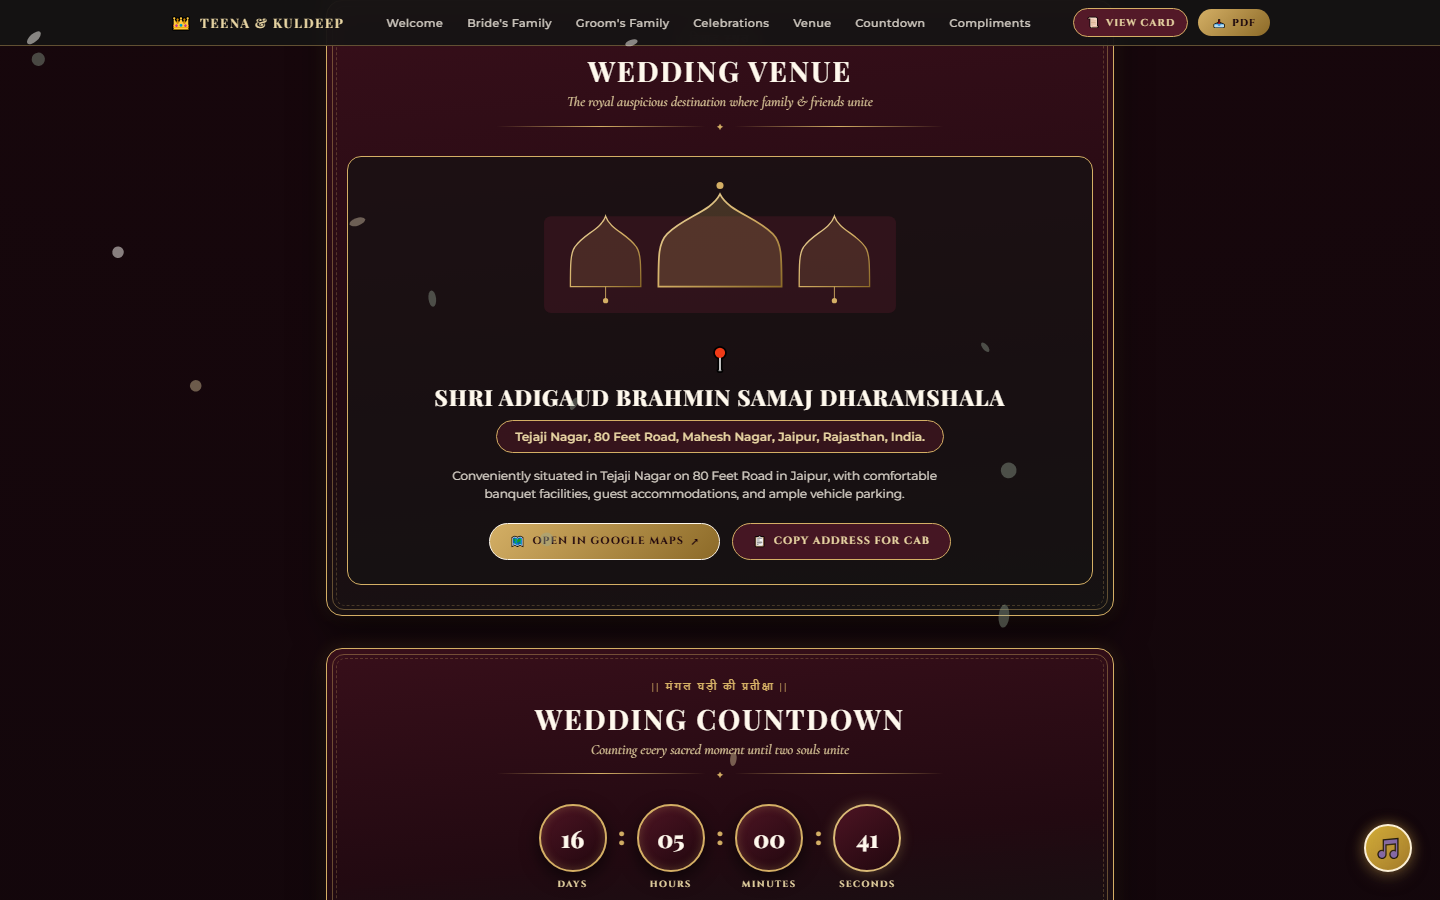 TEENA & KULDEEP
Welcome Bride's Family Groom's Family Celebrations Venue Countdown Compliments
VIEW CARD PDF
WEDDING VENUE
The royal auspicious destination where family & friends unite
SHRI ADIGAUD BRAHMIN SAMAJ DHARAMSHALA
Tejaji Nagar, 80 Feet Road, Mahesh Nagar, Jaipur, Rajasthan, India.
Conveniently situated in Tejaji Nagar on 80 Feet Road in Jaipur, with comfortable
banquet facilities, guest accommodations, and ample vehicle parking.
OPEN IN GOOGLE MAPS ↗ COPY ADDRESS FOR CAB
|| मंगल घड़ी की प्रतीक्षा ||
WEDDING COUNTDOWN
Counting every sacred moment until two souls unite
16 : 05 : 00 : 41
DAYS HOURS MINUTES SECONDS